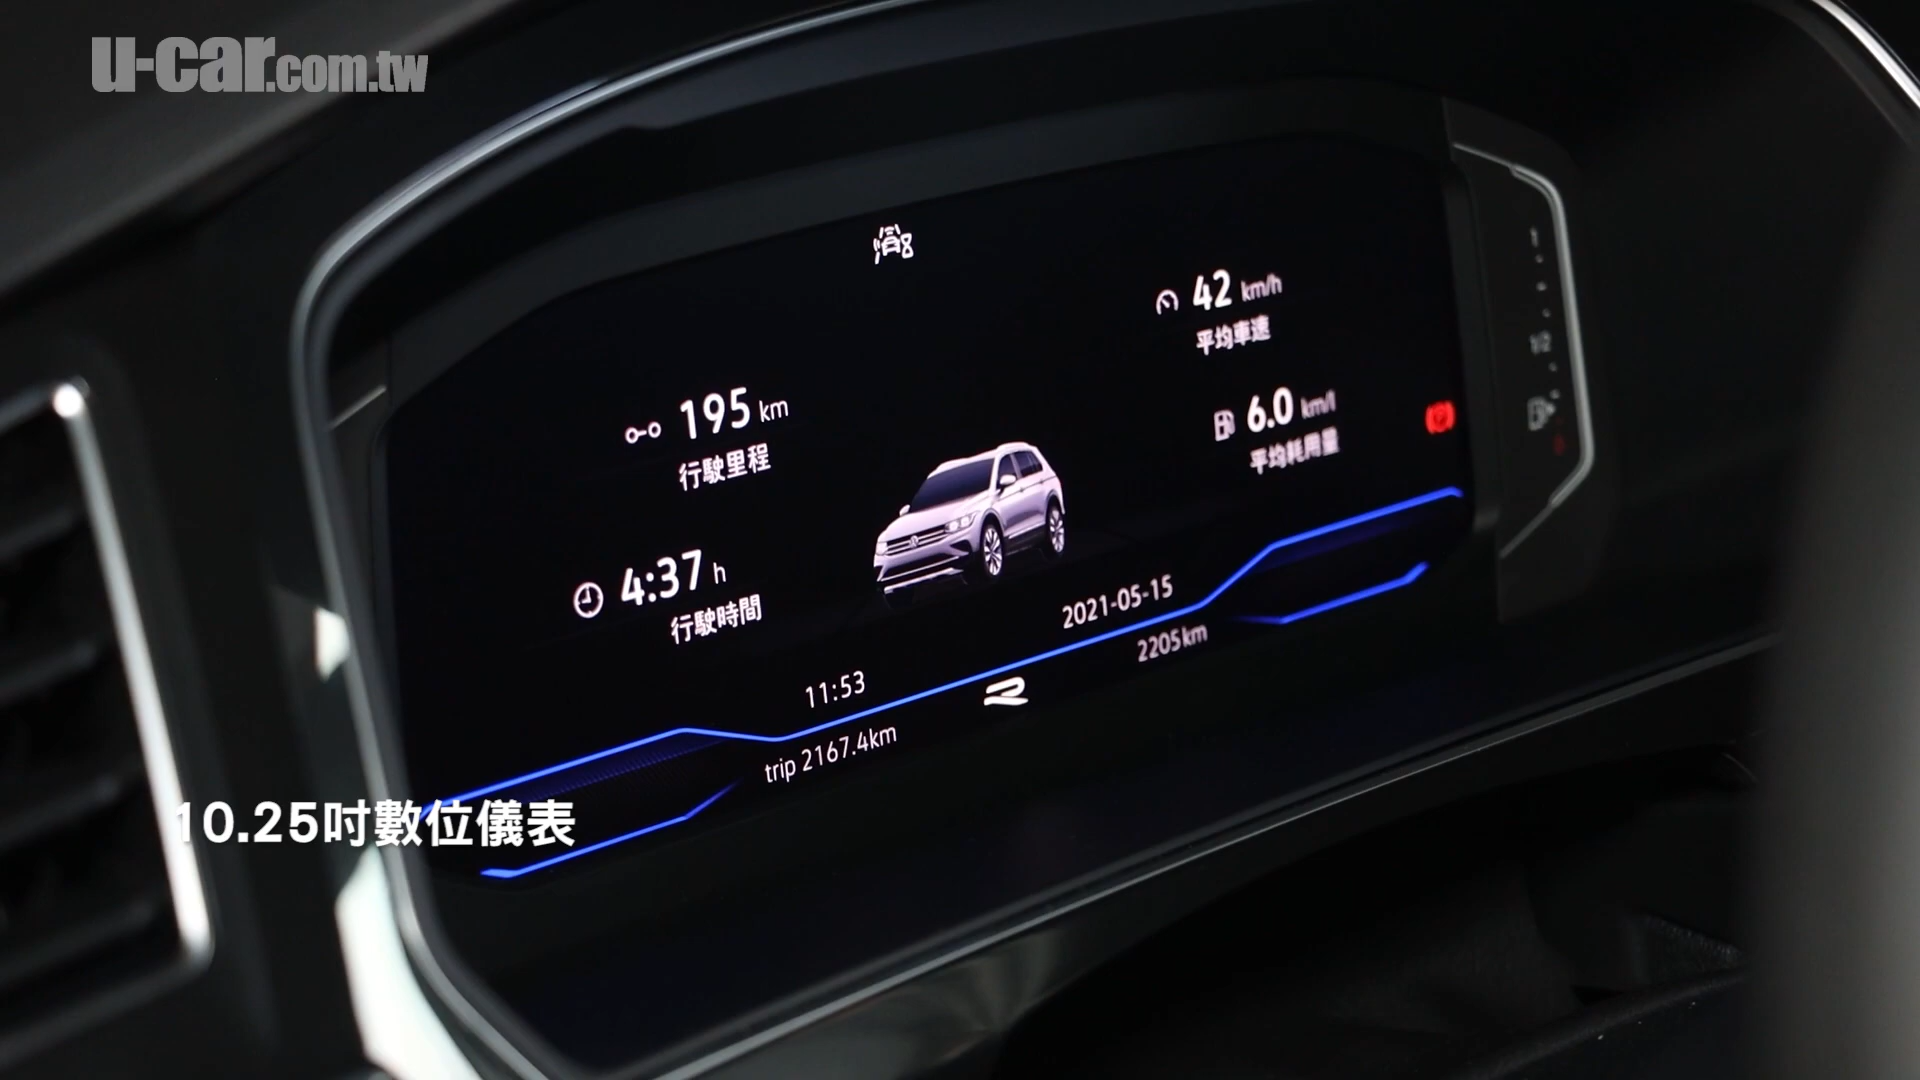 u-car.com.tw
42 km/h
平均車速
195 km
行駛里程
6.0 km/l
平均耗用量
4:37 h
行駛時間
1/2
2021-05-15
11:53
2205km
R
trip 2167.4km
10.25吋數位儀表